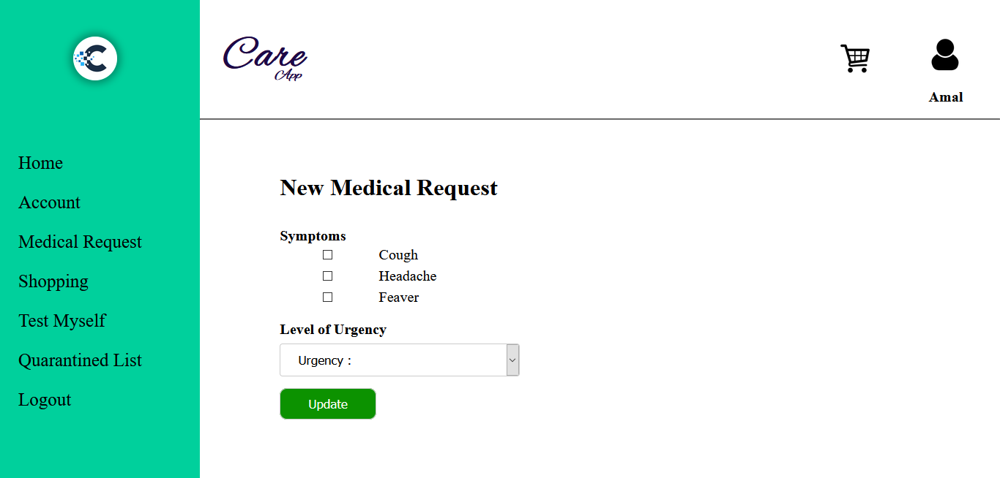 Care
App
Amal
Home
Account
Medical Request
Shopping
Test Myself
Quarantined List
Logout
New Medical Request
Symptoms
Cough
Headache
Feaver
Level of Urgency
Urgency :
Update